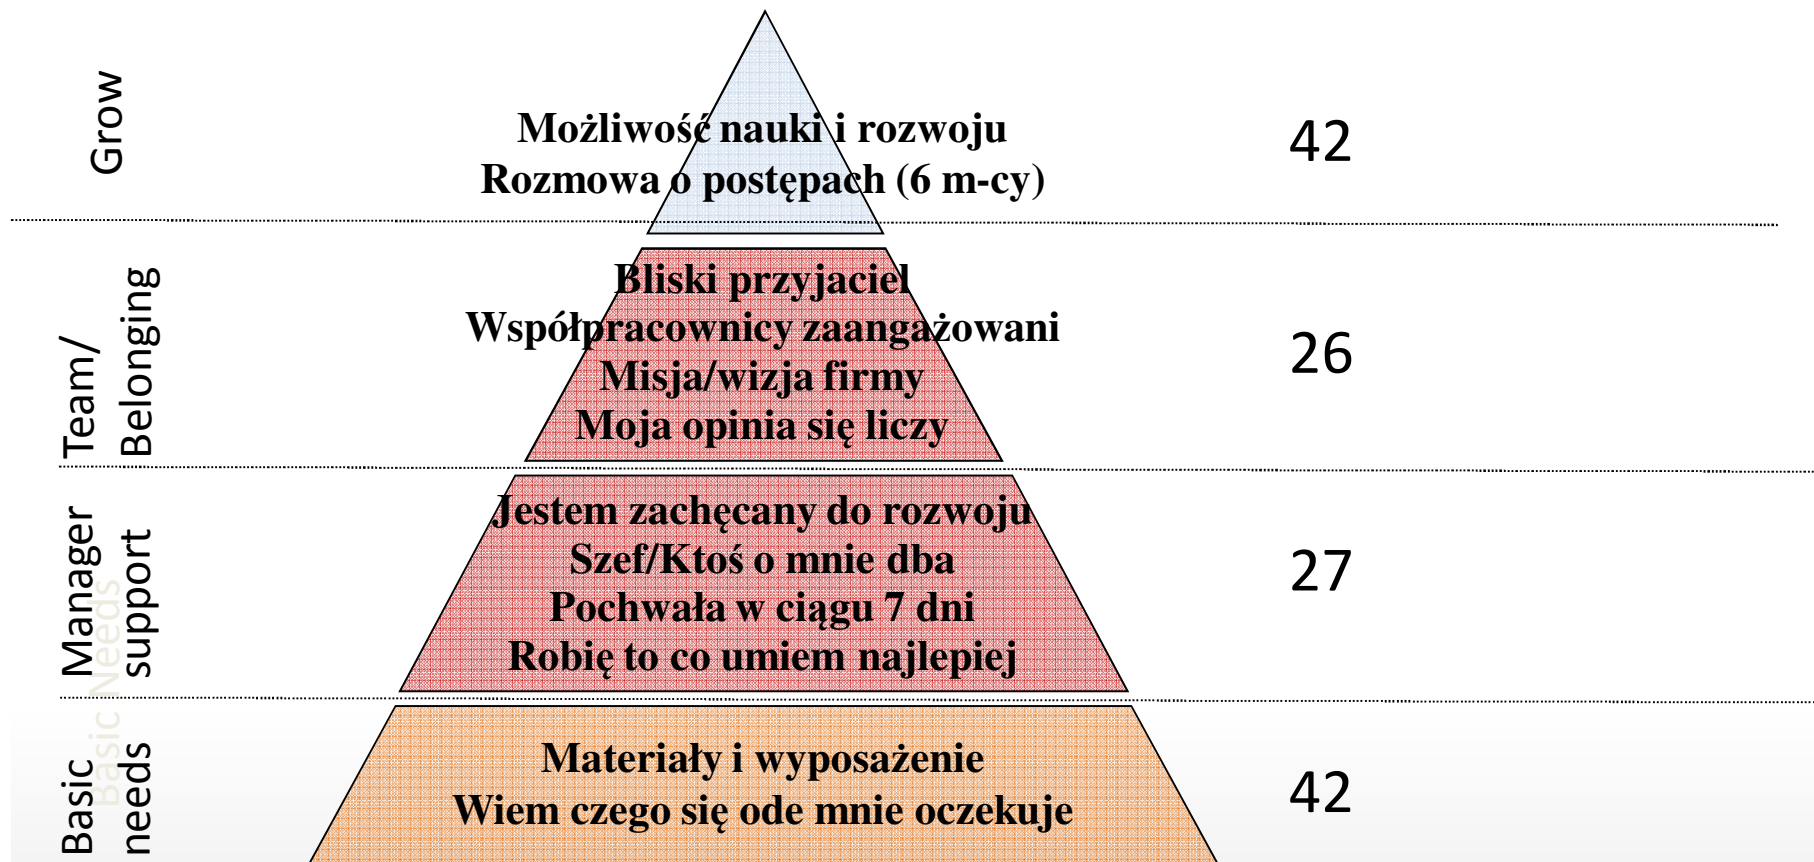 Grow
Możliwość nauki i rozwoju
Rozmowa o postępach (6 m-cy)
42
Team/
Belonging
Bliski przyjaciel
Współpracownicy zaangażowani
Misja/wizja firmy
Moja opinia się liczy
26
Manager
support
Jestem zachęcany do rozwoju
Szef/Ktoś o mnie dba
Pochwała w ciągu 7 dni
Robię to co umiem najlepiej
27
Basic Needs
Basic
needs
Materiały i wyposażenie
Wiem czego się ode mnie oczekuje
42